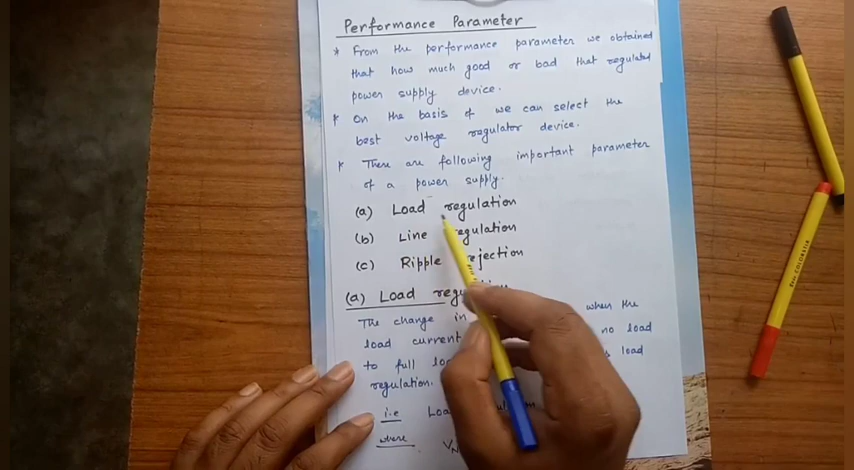 Performance Parameter
* From the performance parameter we obtained
that how much good or bad that regulated
power supply device.
* On the basis of we can select the
best voltage regulator device.
* There are following important parameter
of a power supply.
(a) Load regulation
(b) Line regulation
(c) Ripple rejection
(a) Load regulation
The change in when the
load current no load
to full load
regulation.
i.e Load
where